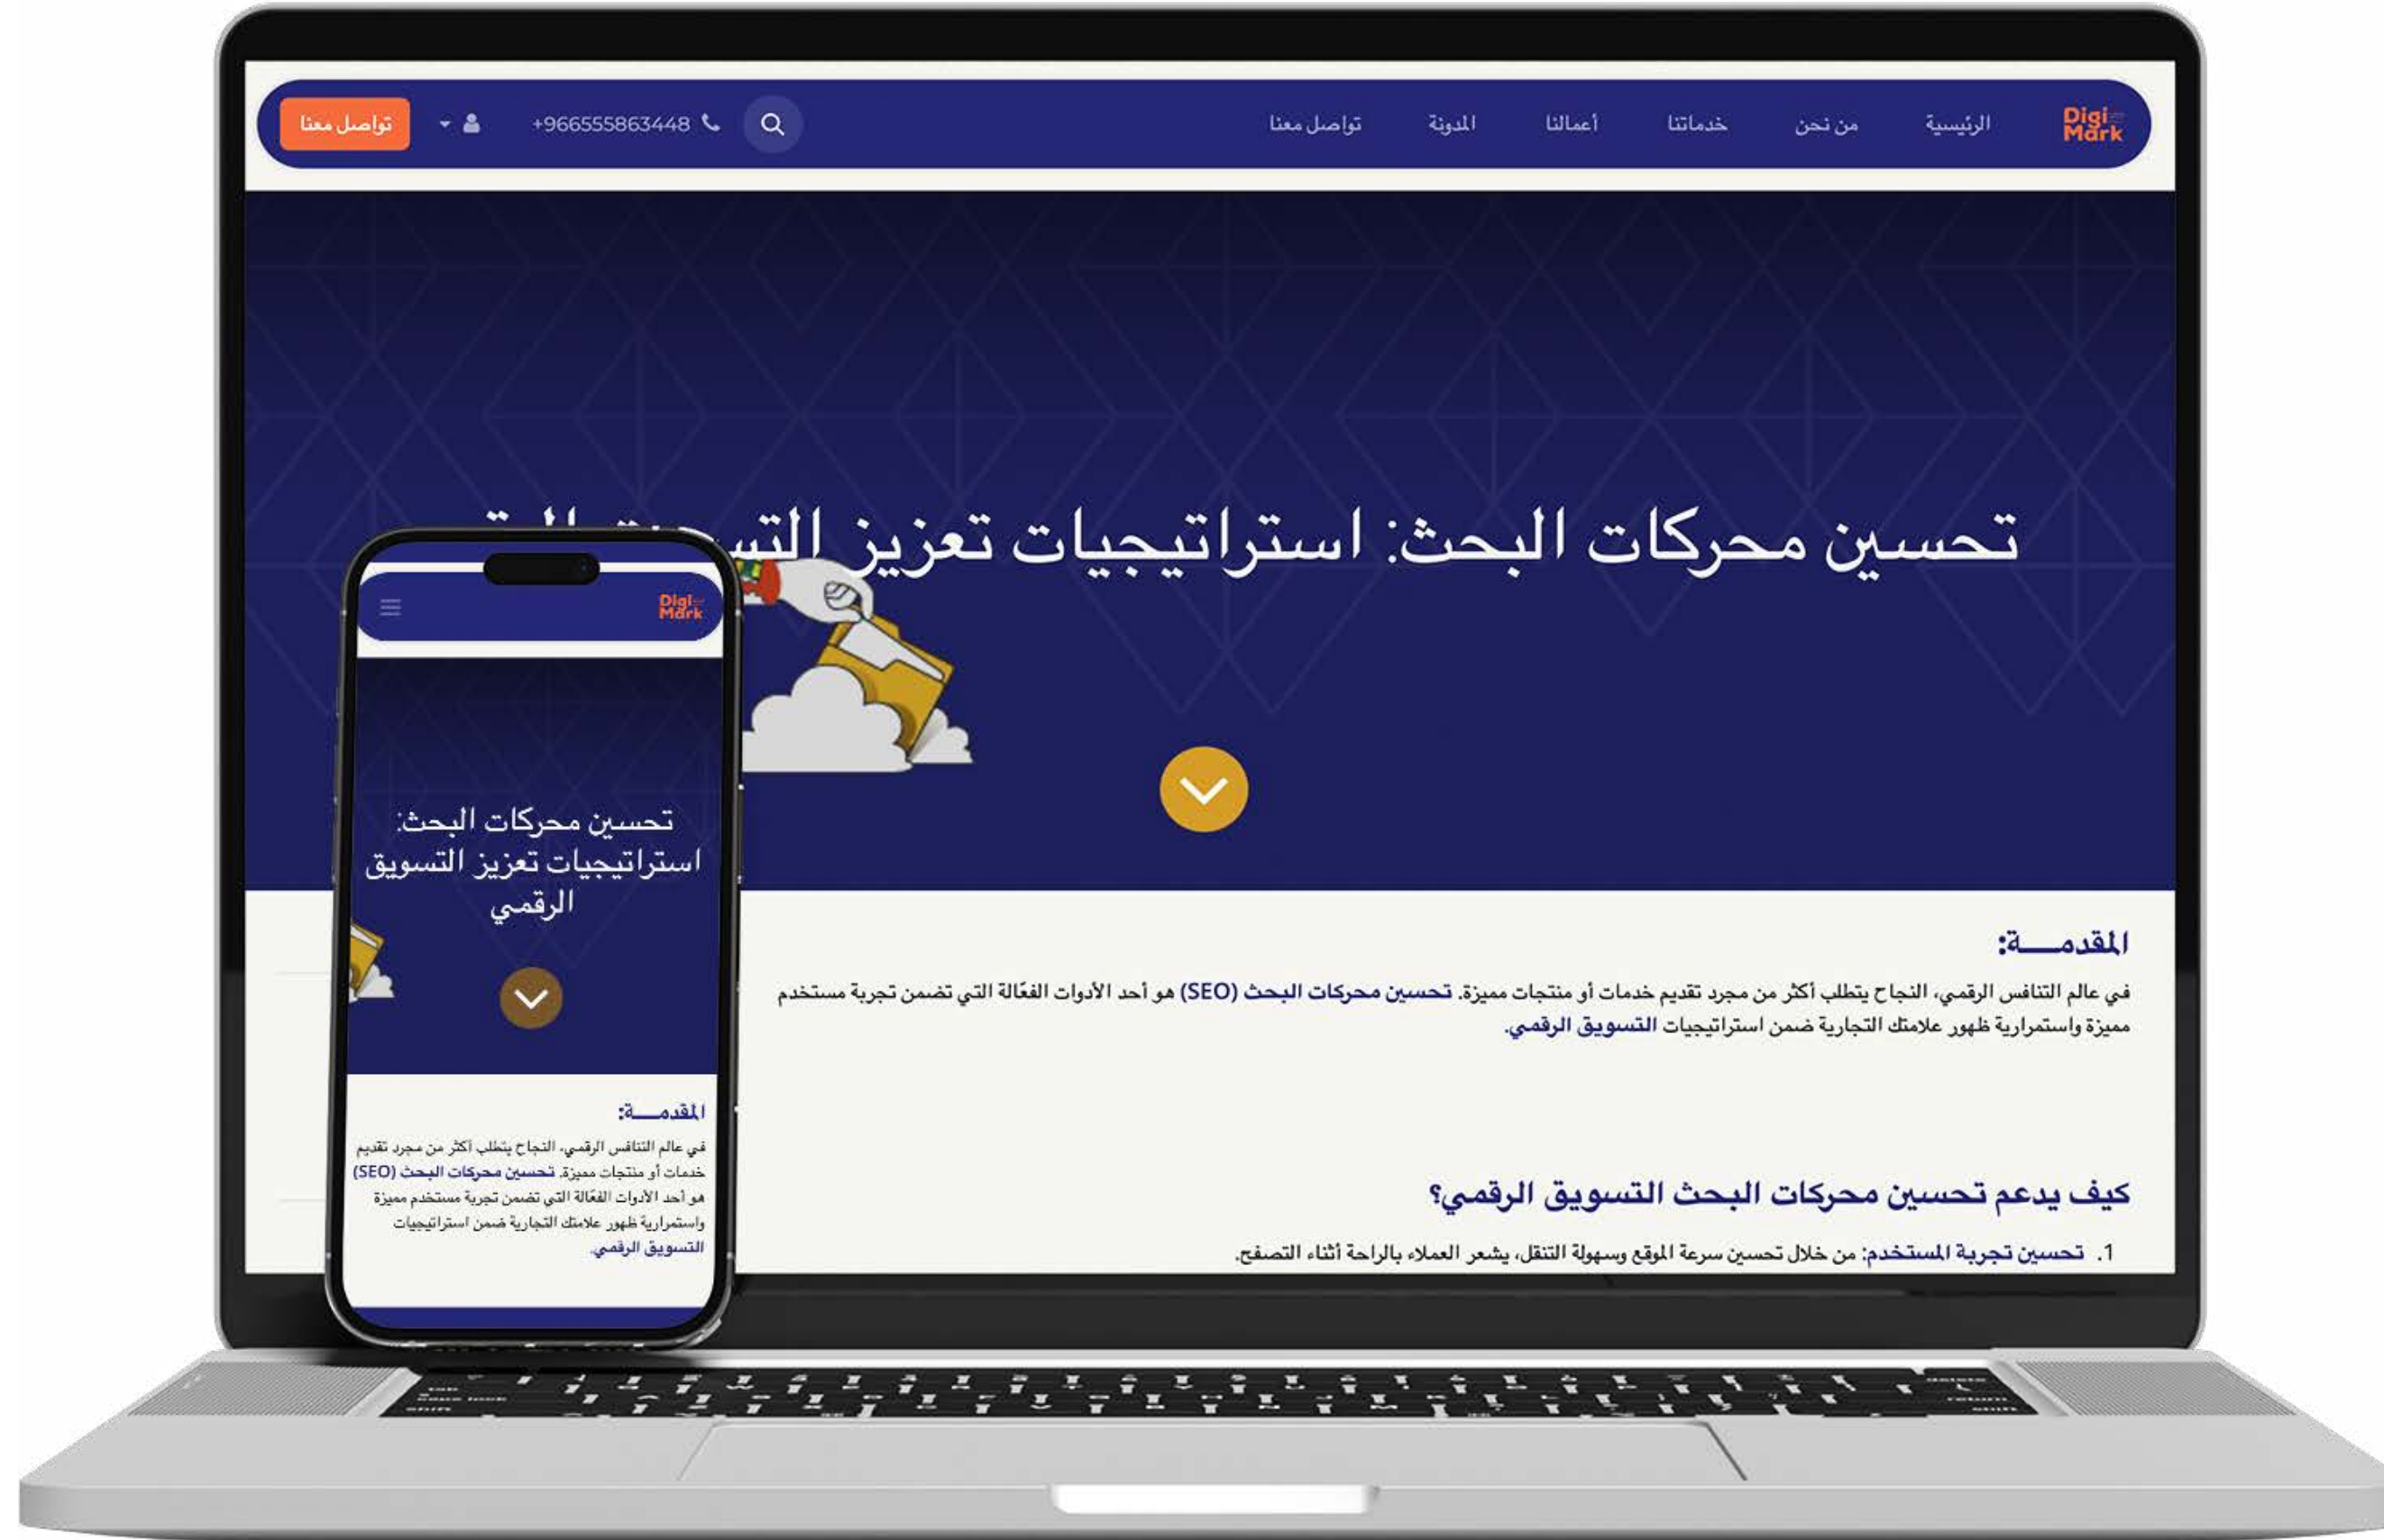 Digi
Mark
الرئيسية
من نحن
خدماتنا
أعمالنا
المدونة
تواصل معنا
+966555863448
تواصل معنا
تحسين محركات البحث: استراتيجيات تعزيز
المقدمـــــة:
في عالم التنافس الرقمي، النجاح يتطلب أكثر من مجرد تقديم خدمات أو منتجات مميزة. تحسين محركات البحث (SEO) هو أحد الأدوات الفعّالة التي تضمن تجربة مستخدم
مميزة واستمرارية ظهور علامتك التجارية ضمن استراتيجيات التسويق الرقمي.
كيف يدعم تحسين محركات البحث التسويق الرقمي؟
1. تحسين تجربة المستخدم: من خلال تحسين سرعة الموقع وسهولة التنقل، يشعر العملاء بالراحة أثناء التصفح.
Digi
Mark
تحسين محركات البحث:
استراتيجيات تعزيز التسويق
الرقمي
المقدمـــــة:
في عالم التنافس الرقمي، النجاح يتطلب أكثر من مجرد تقديم
خدمات أو منتجات مميزة. تحسين محركات البحث (SEO)
هو أحد الأدوات الفعّالة التي تضمن تجربة مستخدم مميزة
واستمرارية ظهور علامتك التجارية ضمن استراتيجيات
التسويق الرقمي.